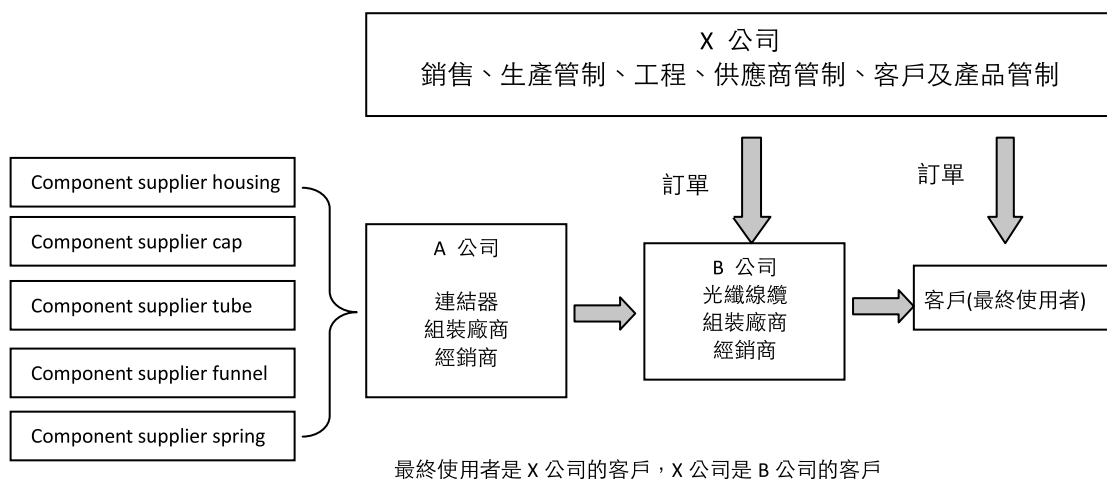 X 公司
銷售、生產管制、工程、供應商管制、客戶及產品管制
訂單
訂單
Component supplier housing
Component supplier cap
Component supplier tube
Component supplier funnel
Component supplier spring
A 公司
連結器
組裝廠商
經銷商
B 公司
光纖線纜
組裝廠商
經銷商
客戶(最終使用者)
最終使用者是 X 公司的客戶，X 公司是 B 公司的客戶